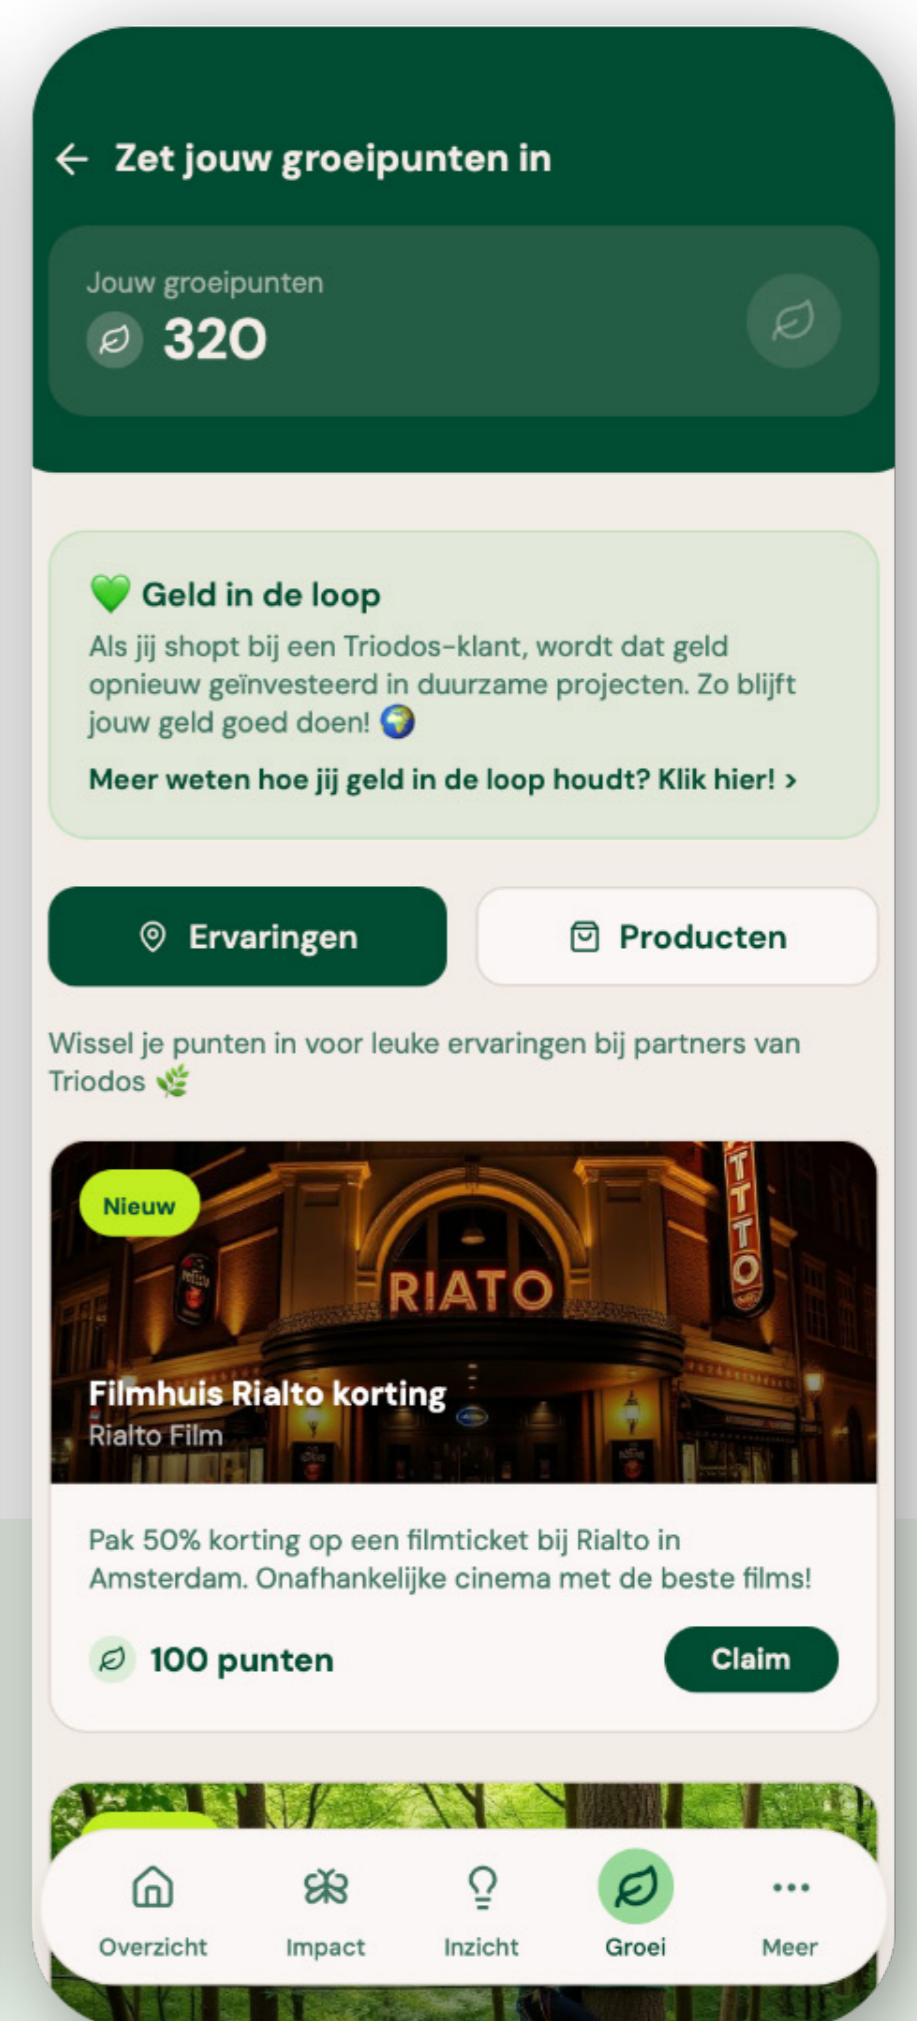 Zet jouw groeipunten in
Jouw groeipunten
320
💚 Geld in de loop
Als jij shopt bij een Triodos-klant, wordt dat geld
opnieuw geïnvesteerd in duurzame projecten. Zo blijft
jouw geld goed doen! 🌍
Meer weten hoe jij geld in de loop houdt? Klik hier! >
Ervaringen
Producten
Wissel je punten in voor leuke ervaringen bij partners van
Triodos 🌿
Nieuw
RIATO
Filmhuis Rialto korting
Rialto Film
Pak 50% korting op een filmticket bij Rialto in
Amsterdam. Onafhankelijke cinema met de beste films!
100 punten
Claim
Overzicht
Impact
Inzicht
Groei
Meer